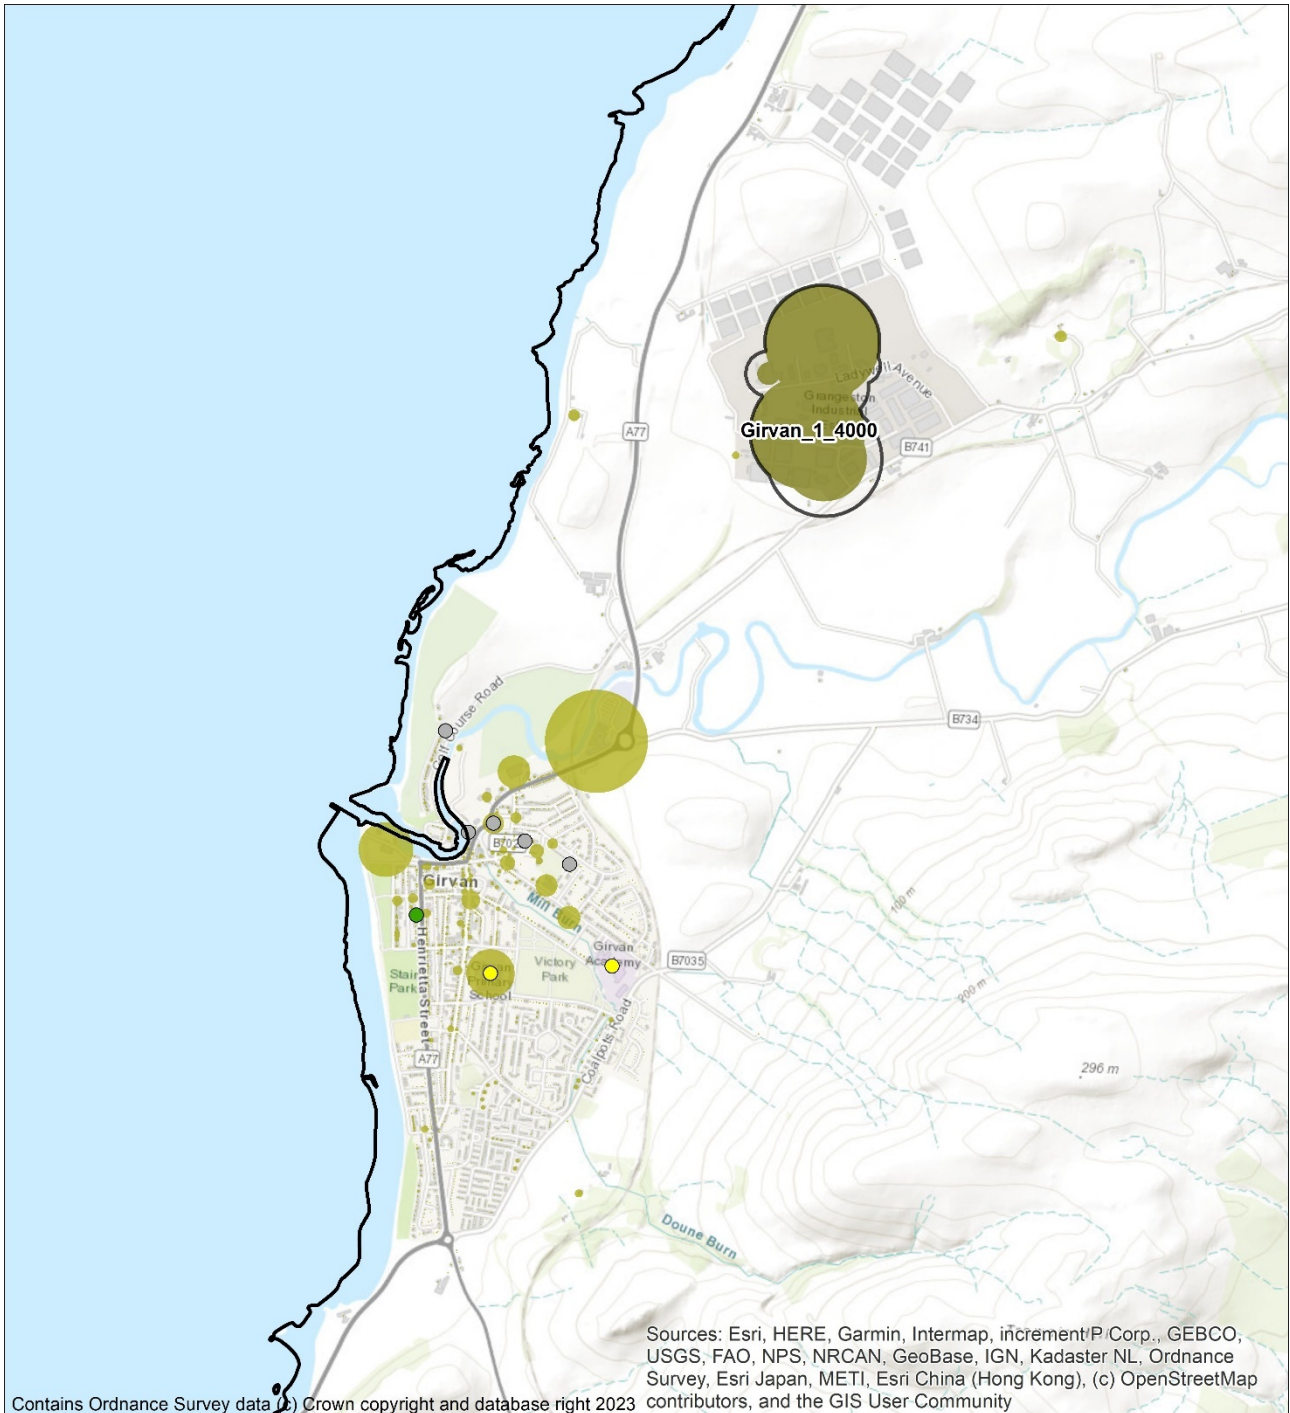 A77
Ladywell Avenue
Grangeston
Industrial
Girvan_1_4000
B741
Golf Course Road
B734
Girvan
Mill Burn
Henrietta Street
Stair
Park
Girvan
Primary
School
Victory
Park
Girvan
Academy
B7035
100 m
200 m
Coalpots Road
A77
296 m
Doune Burn
Sources: Esri, HERE, Garmin, Intermap, increment P Corp., GEBCO,
USGS, FAO, NPS, NRCAN, GeoBase, IGN, Kadaster NL, Ordnance
Survey, Esri Japan, METI, Esri China (Hong Kong), (c) OpenStreetMap
contributors, and the GIS User Community
Contains Ordnance Survey data (c) Crown copyright and database right 2023